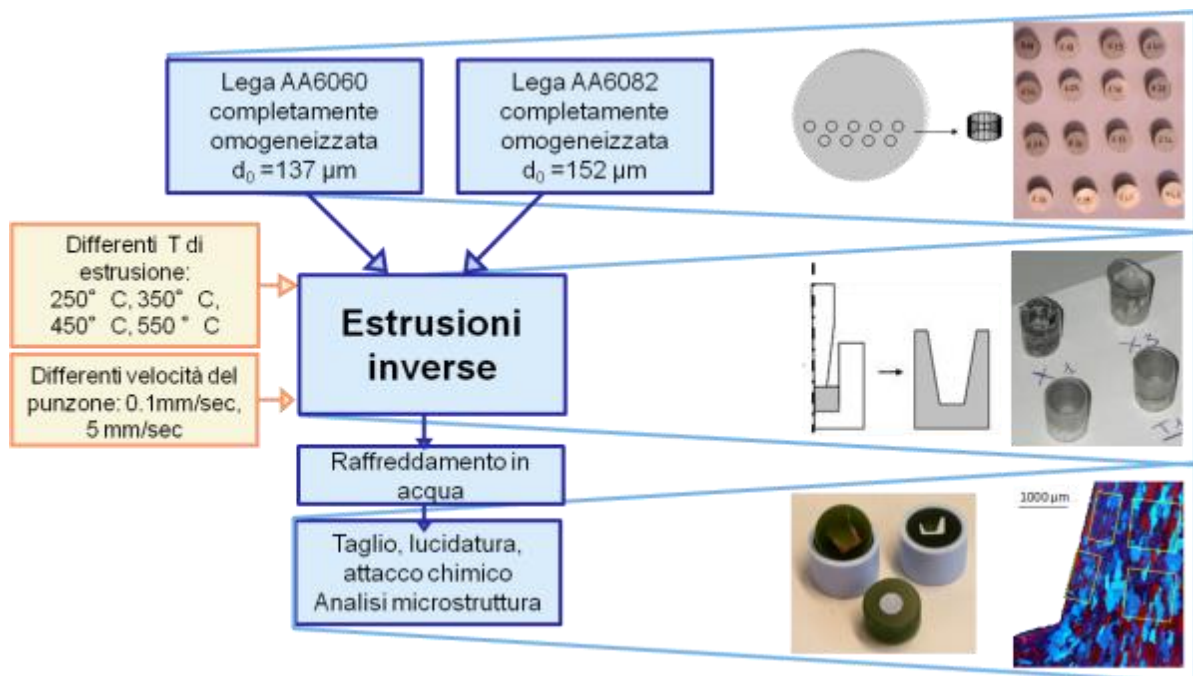 Lega AA6060
completamente
omogeneizzata
d₀ =137 µm
Lega AA6082
completamente
omogeneizzata
d₀ =152 µm
Differenti T di
estrusione:
250° C, 350° C,
450° C, 550 ° C
Estrusioni
inverse
Differenti velocità del
punzone: 0.1mm/sec,
5 mm/sec
Raffreddamento in
acqua
Taglio, lucidatura,
attacco chimico
Analisi microstruttura
1000 µm